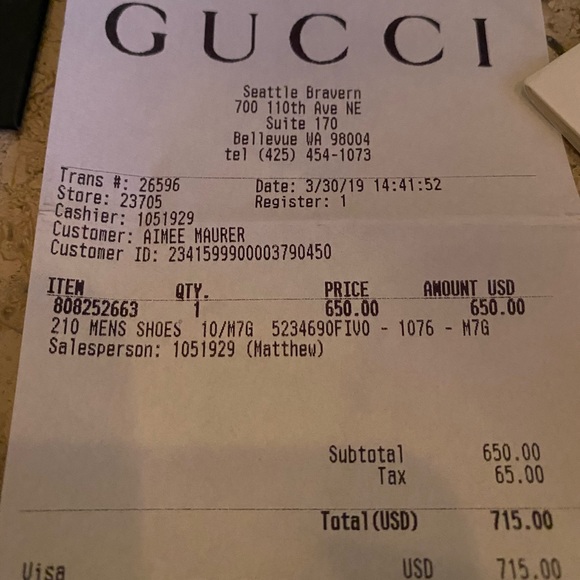 GUCCI
Seattle Bravern
700 110th Ave NE
Suite 170
Bellevue WA 98004
tel (425) 454-1073
Trans #: 26596 Date: 3/30/19 14:41:52
Store: 23705 Register: 1
Cashier: 1051929
Customer: AIMEE MAURER
Customer ID: 2341599900003790450
ITEM QTY. PRICE AMOUNT USD
808252663 1 650.00 650.00
210 MENS SHOES 10/M7G 5234690FIV0 - 1076 - M7G
Salesperson: 1051929 (Matthew)
Subtotal 650.00
Tax 65.00
Total(USD) 715.00
Visa USD 715.00